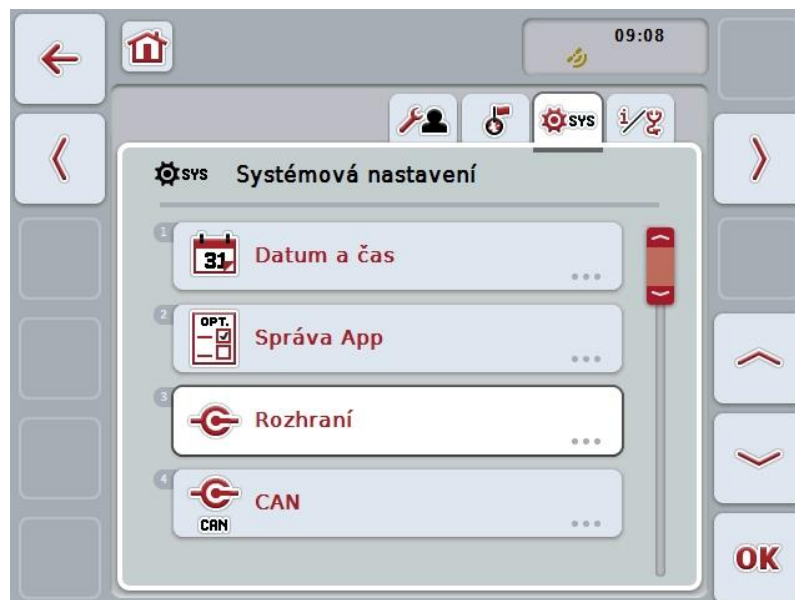 09:08
SYS
i/
SYS Systémová nastavení
1
31
Datum a čas
2
OPT.
Správa App
3
Rozhraní
4
CAN
CAN
OK